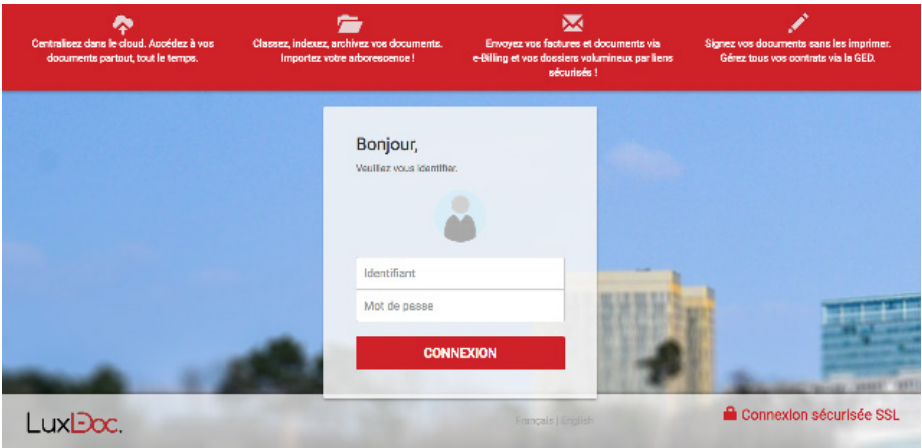 Centralisez dans le cloud. Accédez à vos
documents partout, tout le temps.
Classez, indexez, archivez vos documents.
Importez votre arborescence !
Envoyez vos factures et documents via
e-Billing et vos dossiers volumineux par liens
sécurisés !
Signez vos documents sans les imprimer.
Gérez tous vos contrats via la GED.
Bonjour,
Veuillez vous identifier.
Identifiant
Mot de passe
CONNEXION
LuxDoc.
Français | English
Connexion sécurisée SSL